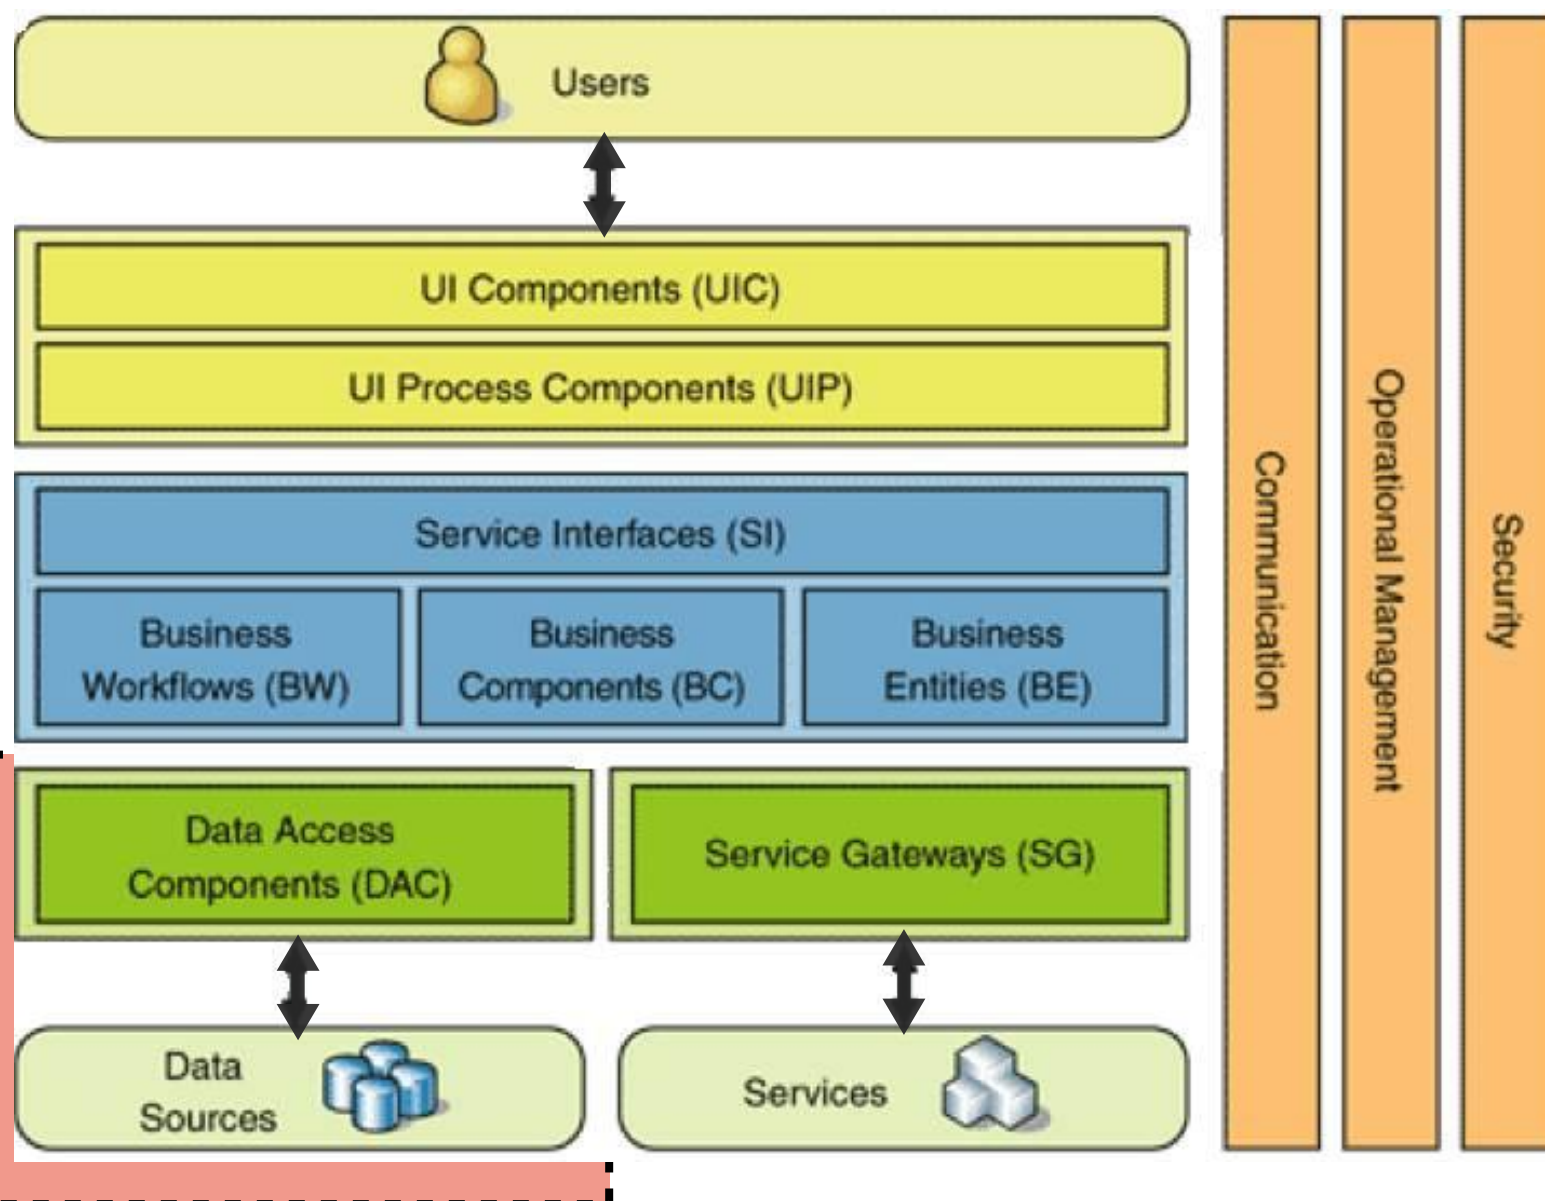 Users
UI Components (UIC)
UI Process Components (UIP)
Service Interfaces (SI)
Business
Workflows (BW)
Business
Components (BC)
Business
Entities (BE)
Data Access
Components (DAC)
Service Gateways (SG)
Data
Sources
Services
Communication
Operational Management
Security